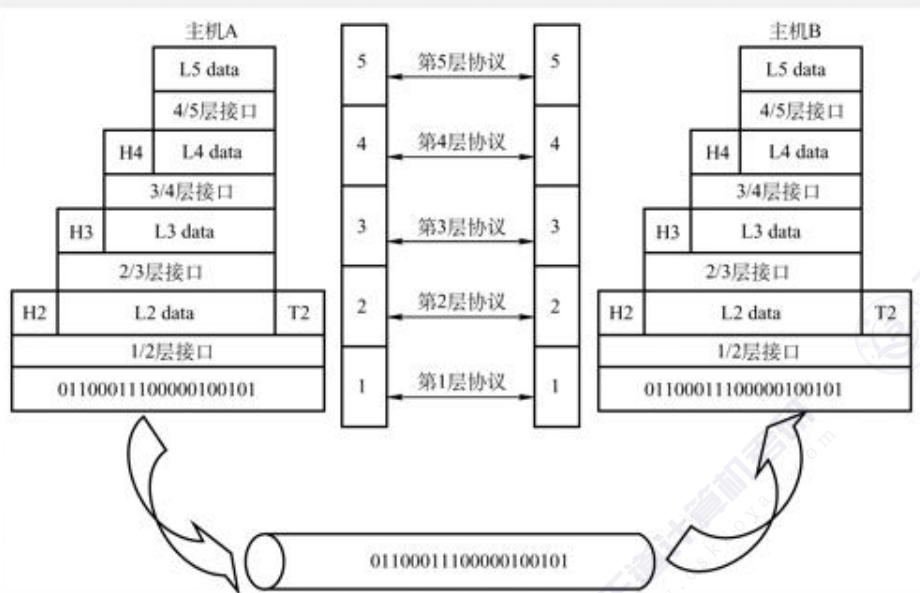 主机A
主机B
L5 data
5
第5层协议
5
L5 data
4/5层接口
4/5层接口
H4 L4 data
4
第4层协议
4
H4 L4 data
3/4层接口
3/4层接口
H3 L3 data
3
第3层协议
3
H3 L3 data
2/3层接口
2/3层接口
H2 L2 data T2
2
第2层协议
2
H2 L2 data T2
1/2层接口
1/2层接口
011000111000000100101
1
第1层协议
1
011000111000000100101
011000111000000100101